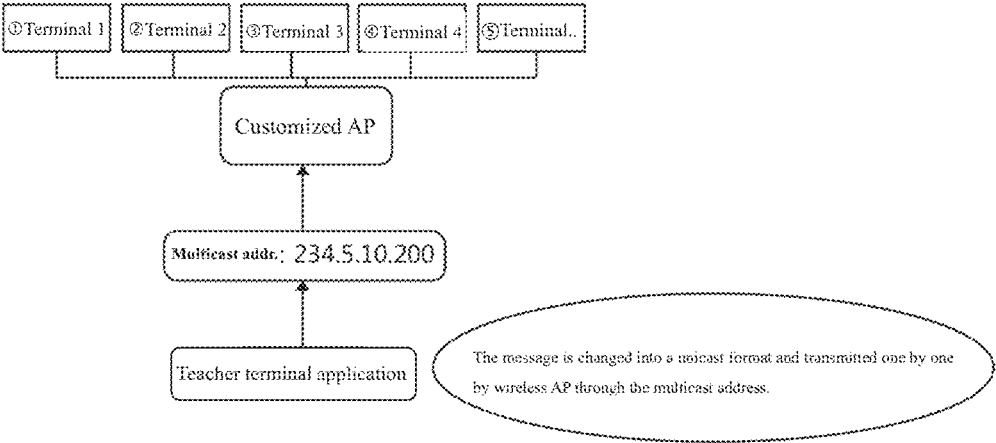 ①Terminal 1
②Terminal 2
③Terminal 3
④Terminal 4
⑤Terminal..
Customized AP
Multicast addr.: 234.5.10.200
Teacher terminal application
The message is changed into a unicast format and transmitted one by one
by wireless AP through the multicast address.